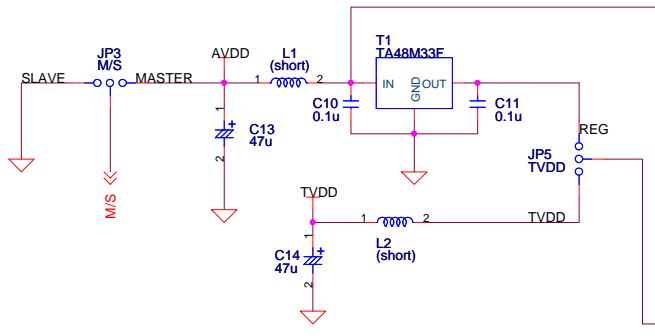 JP3
M/S
SLAVE
MASTER
AVDD
L1
(short)
1
2
T1
TA48M33F
IN
GND
OUT
C10
0.1u
C11
0.1u
1
C13
47u
2
+
M/S
REG
JP5
TVDD
TVDD
1
2
TVDD
L2
(short)
1
+
C14
47u
2